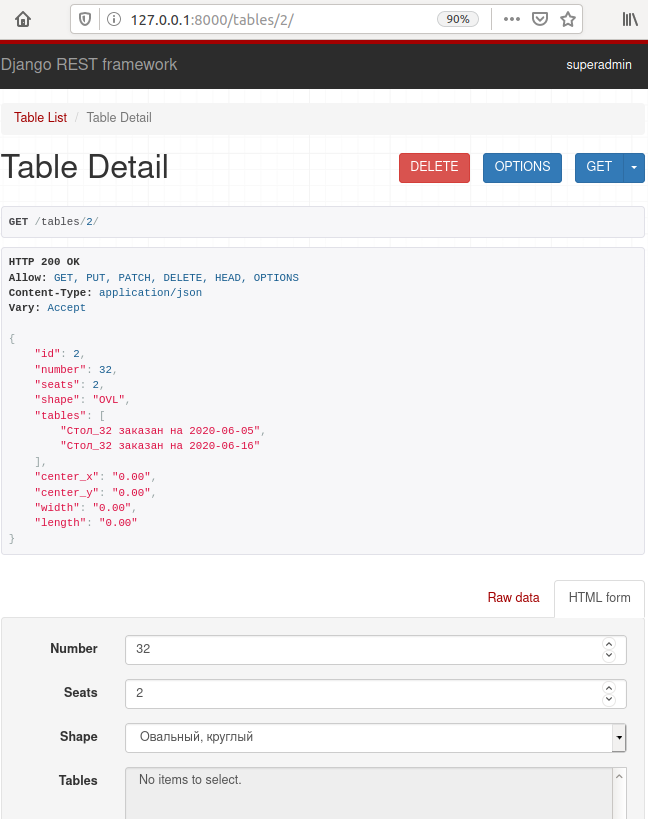 127.0.0.1:8000/tables/2/
90%
Django REST framework
superadmin
Table List / Table Detail
Table Detail
DELETE
OPTIONS
GET
GET /tables/2/
HTTP 200 OK
Allow: GET, PUT, PATCH, DELETE, HEAD, OPTIONS
Content-Type: application/json
Vary: Accept
{
"id": 2,
"number": 32,
"seats": 2,
"shape": "OVL",
"tables": [
"Стол_32 заказан на 2020-06-05",
"Стол_32 заказан на 2020-06-16"
],
"center_x": "0.00",
"center_y": "0.00",
"width": "0.00",
"length": "0.00"
}
Raw data
HTML form
Number
32
Seats
2
Shape
Овальный, круглый
Tables
No items to select.